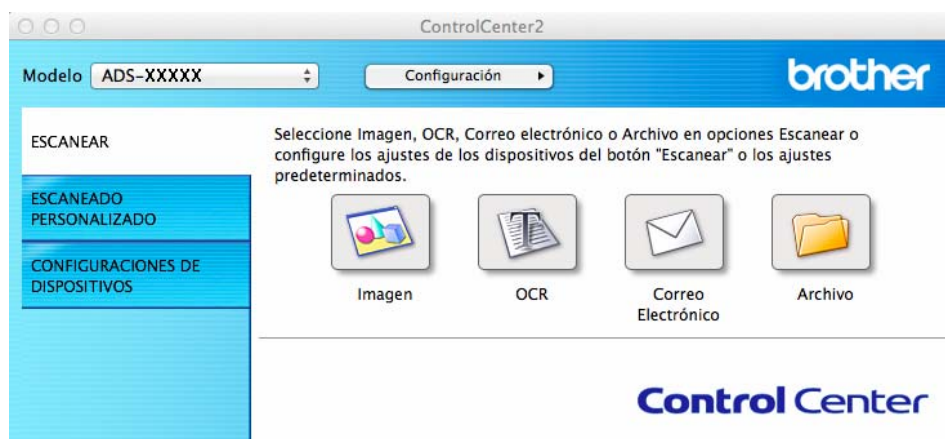 ControlCenter2
Modelo ADS-XXXXX Configuración brother
ESCANEAR
ESCANEADO
PERSONALIZADO
CONFIGURACIONES DE
DISPOSITIVOS
Seleccione Imagen, OCR, Correo electrónico o Archivo en opciones Escanear o
configure los ajustes de los dispositivos del botón "Escanear" o los ajustes
predeterminados.
Imagen OCR Correo Archivo
Electrónico
Control Center